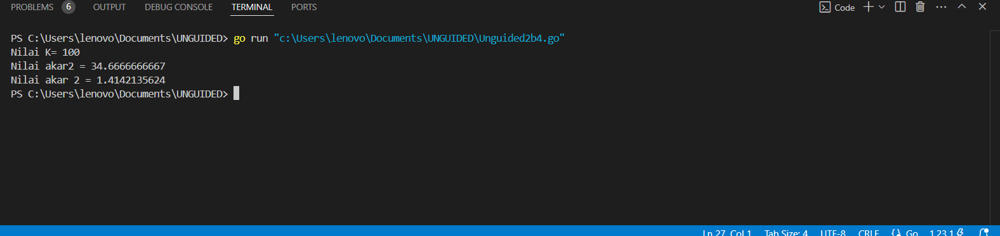 PROBLEMS 6 OUTPUT DEBUG CONSOLE TERMINAL PORTS Code
PS C:\Users\lenovo\Documents\UNGUIDED> go run "c:\Users\lenovo\Documents\UNGUIDED\Unguided2b4.go"
Nilai K= 100
Nilai akar2 = 34.6666666667
Nilai akar 2 = 1.4142135624
PS C:\Users\lenovo\Documents\UNGUIDED>
Ln 27, Col 1 Tab Size: 4 UTF-8 CRLF Go 1.23.1